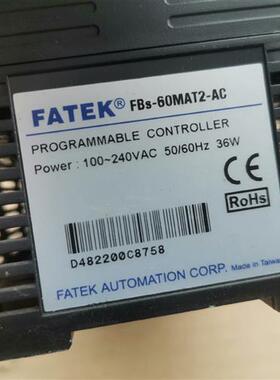 FATEK® FBs-60MAT2-AC
PROGRAMMABLE CONTROLLER
Power : 100~240VAC 50/60Hz 36W
CE
RoHs
D482200C8758
FATEK AUTOMATION CORP. Made in Taiwan